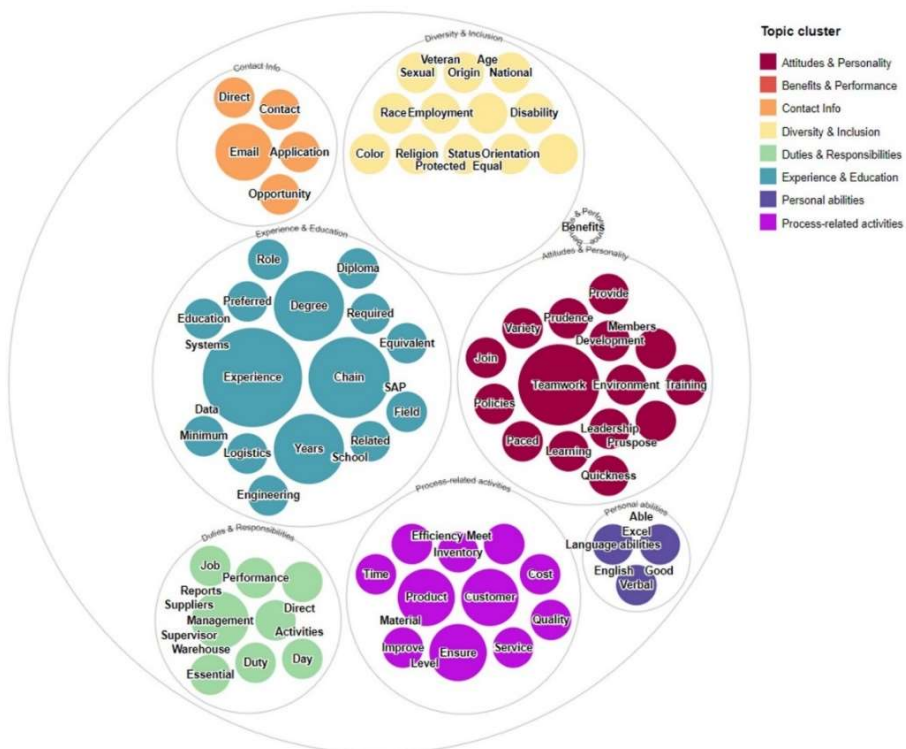 Topic cluster
Attitudes & Personality
Benefits & Performance
Contact Info
Diversity & Inclusion
Duties & Responsibilities
Experience & Education
Personal abilities
Process-related activities
Contact Info
Direct
Contact
Email
Application
Opportunity
Diversity & Inclusion
Veteran
Age
Sexual
Origin
National
Race
Employment
Disability
Color
Religion
Status
Orientation
Protected
Equal
Benefits & Performance
Benefits
Experience & Education
Role
Diploma
Degree
Preferred
Required
Education
Equivalent
Systems
Experience
Chain
SAP
Data
Field
Minimum
Years
Related
Logistics
School
Engineering
Attitudes & Personality
Provide
Prudence
Variety
Members
Development
Join
Teamwork
Environment
Training
Policies
Leadership
Paced
Pruspose
Learning
Quickness
Duties & Responsibilities
Job
Performance
Reports
Suppliers
Direct
Management
Activities
Supervisor
Warehouse
Essential
Duty
Day
Process-related activities
Efficiency
Meet
Inventory
Time
Cost
Product
Customer
Material
Quality
Improve
Ensure
Service
Level
Personal abilities
Able
Excel
Language abilities
English
Good
Verbal